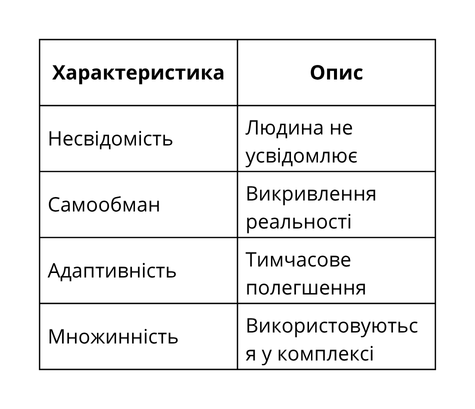 Характеристика Опис
Несвідомість Людина не
усвідомлює
Самообман Викривлення
реальності
Адаптивність Тимчасове
полегшення
Множинність Використовуютьс
я у комплексі